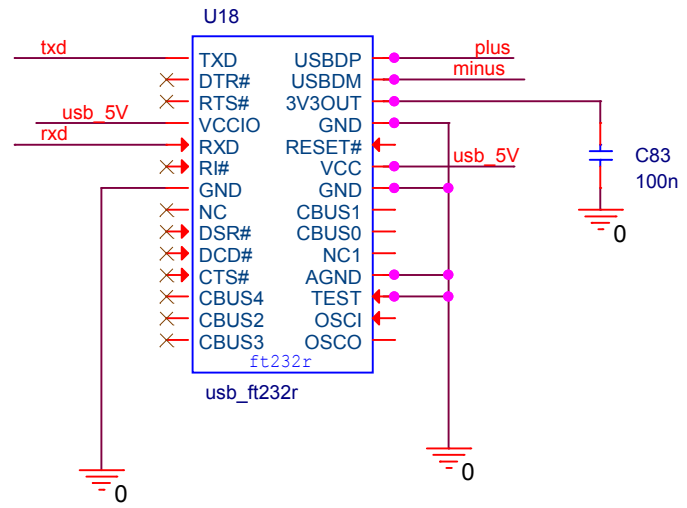 U18
txd
TXD
USBDP
plus
DTR#
USBDM
minus
RTS#
3V3OUT
usb_5V
VCCIO
GND
rxd
RXD
RESET#
RI#
VCC
usb_5V
GND
GND
NC
CBUS1
DSR#
CBUS0
DCD#
NC1
CTS#
AGND
CBUS4
TEST
CBUS2
OSCI
CBUS3
OSCO
ft232r
usb_ft232r
C83
100n
0
0
0